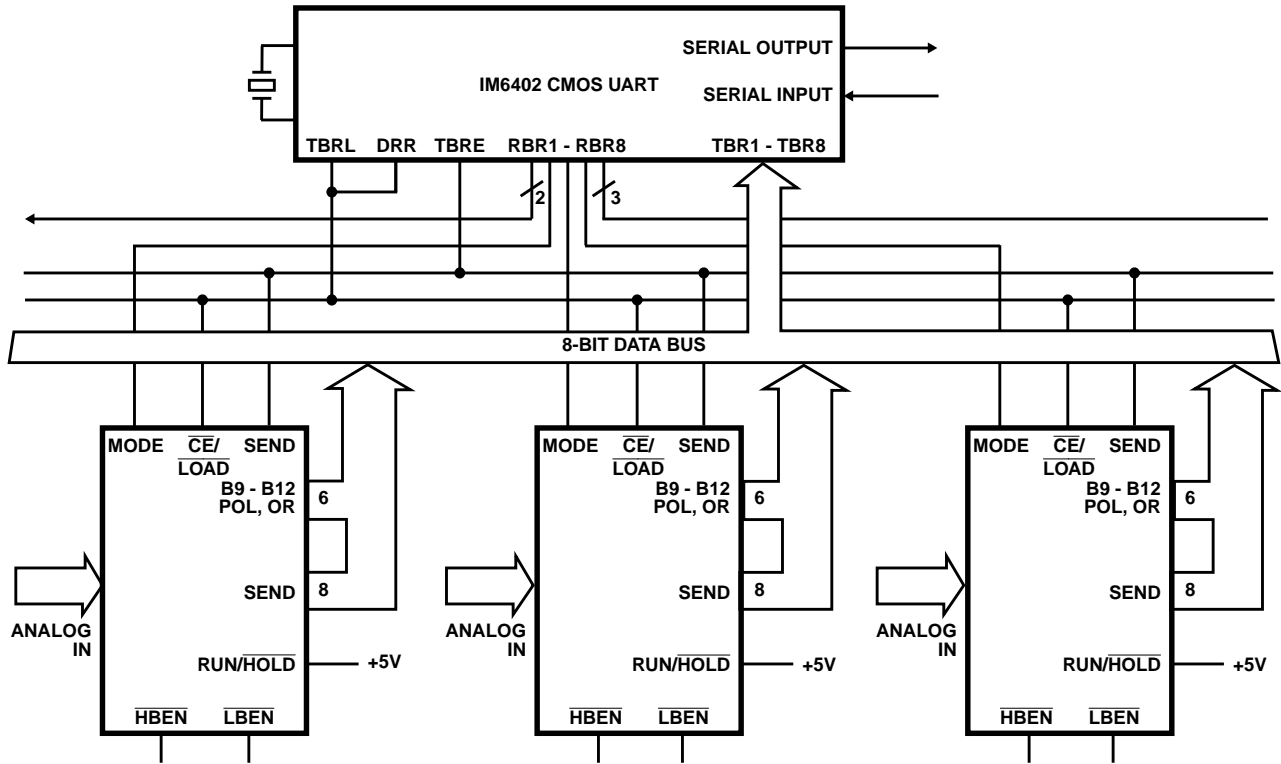 SERIAL OUTPUT
IM6402 CMOS UART
SERIAL INPUT
TBRL DRR TBRE RBR1 - RBR8 TBR1 - TBR8
2 3
8-BIT DATA BUS
MODE CE/ SEND
LOAD
B9 - B12
POL, OR
6
SEND
8
ANALOG
IN
RUN/HOLD
+5V
HBEN LBEN
MODE CE/ SEND
LOAD
B9 - B12
POL, OR
6
SEND
8
ANALOG
IN
RUN/HOLD
+5V
HBEN LBEN
MODE CE/ SEND
LOAD
B9 - B12
POL, OR
6
SEND
8
ANALOG
IN
RUN/HOLD
+5V
HBEN LBEN